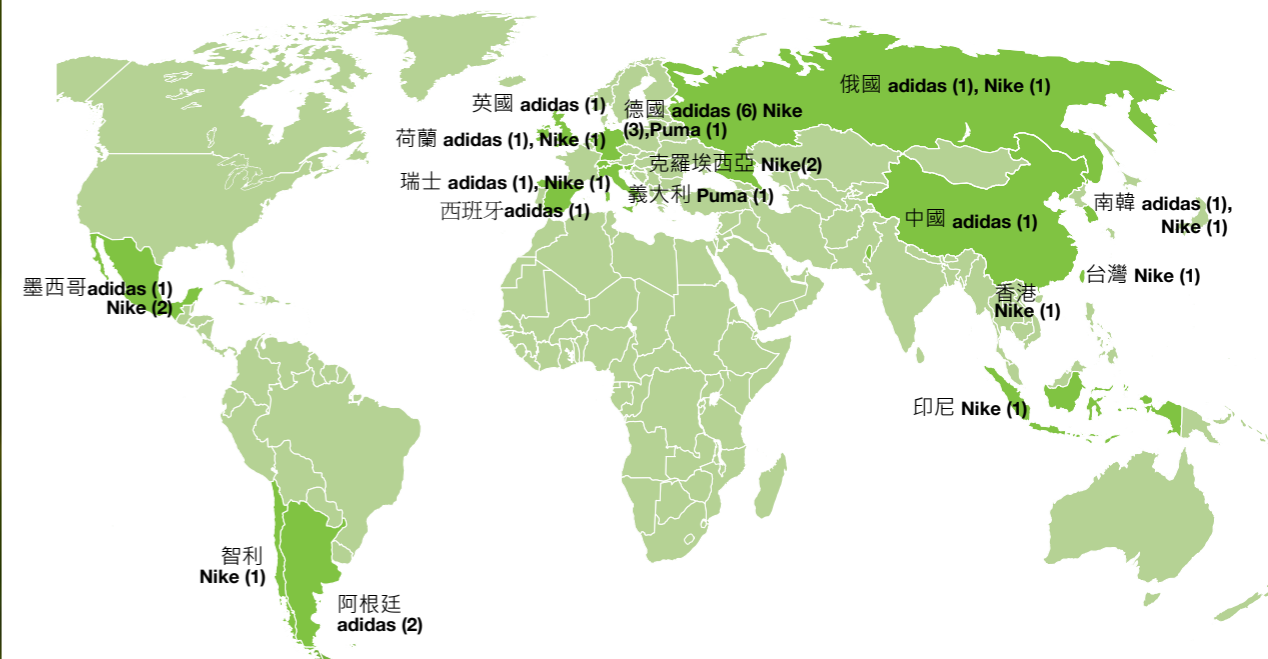 俄國 adidas (1), Nike (1)
英國 adidas (1)
德國 adidas (6) Nike
(3),Puma (1)
荷蘭 adidas (1), Nike (1)
克羅埃西亞 Nike(2)
瑞士 adidas (1), Nike (1)
義大利 Puma (1)
西班牙adidas (1)
中國 adidas (1)
南韓 adidas (1),
Nike (1)
台灣 Nike (1)
香港
Nike (1)
墨西哥adidas (1)
Nike (2)
印尼 Nike (1)
智利
Nike (1)
阿根廷
adidas (2)